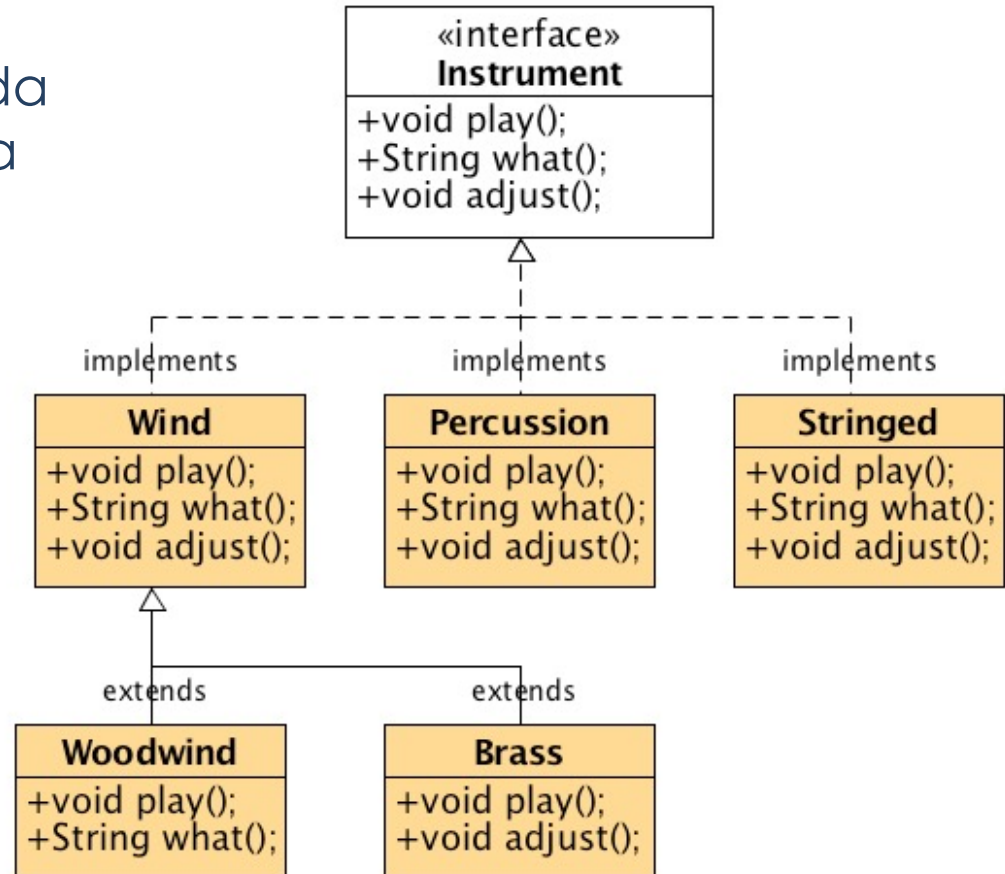 da
a
«interface»
Instrument
+void play();
+String what();
+void adjust();
implements
implements
implements
Wind
+void play();
+String what();
+void adjust();
Percussion
+void play();
+String what();
+void adjust();
Stringed
+void play();
+String what();
+void adjust();
extends
extends
Woodwind
+void play();
+String what();
Brass
+void play();
+void adjust();